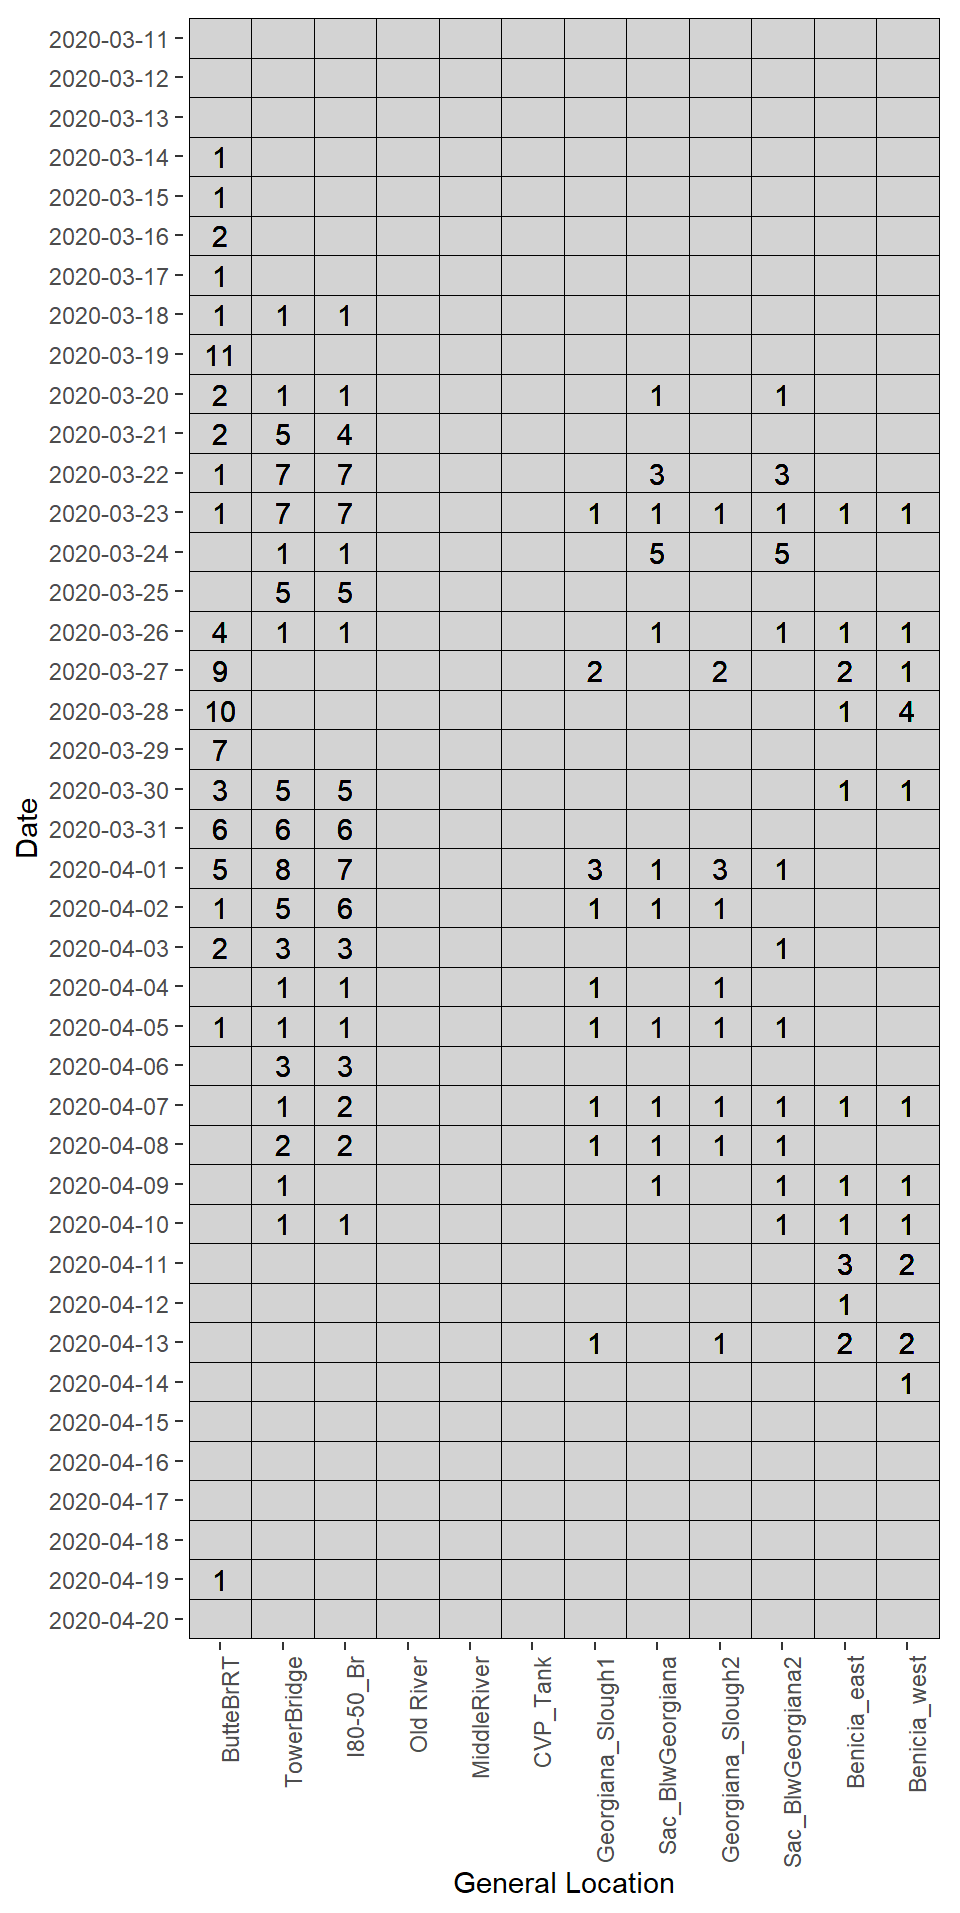 2020-03-11
2020-03-12
2020-03-13
2020-03-14 1
2020-03-15 1
2020-03-16 2
2020-03-17 1
2020-03-18 1 1 1
2020-03-19 11
2020-03-20 2 1 1 1 1
2020-03-21 2 5 4
2020-03-22 1 7 7 3 3
2020-03-23 1 7 7 1 1 1 1 1 1
2020-03-24 1 1 5 5
2020-03-25 5 5
2020-03-26 4 1 1 1 1 1 1
2020-03-27 9 2 2 2 1
2020-03-28 10 1 4
2020-03-29 7
2020-03-30 3 5 5 1 1
2020-03-31 6 6 6
2020-04-01 5 8 7 3 1 3 1
2020-04-02 1 5 6 1 1 1
2020-04-03 2 3 3 1
2020-04-04 1 1 1 1
2020-04-05 1 1 1 1 1 1 1
2020-04-06 3 3
2020-04-07 1 2 1 1 1 1 1 1
2020-04-08 2 2 1 1 1 1
2020-04-09 1 1 1 1 1
2020-04-10 1 1 1 1 1
2020-04-11 3 2
2020-04-12 1
2020-04-13 1 1 2 2
2020-04-14 1
2020-04-15
2020-04-16
2020-04-17
2020-04-18
2020-04-19 1
2020-04-20
Date
ButteBrRT
TowerBridge
I80-50_Br
Old River
MiddleRiver
CVP_Tank
Georgiana_Slough1
Sac_BlwGeorgiana
Georgiana_Slough2
Sac_BlwGeorgiana2
Benicia_east
Benicia_west
General Location